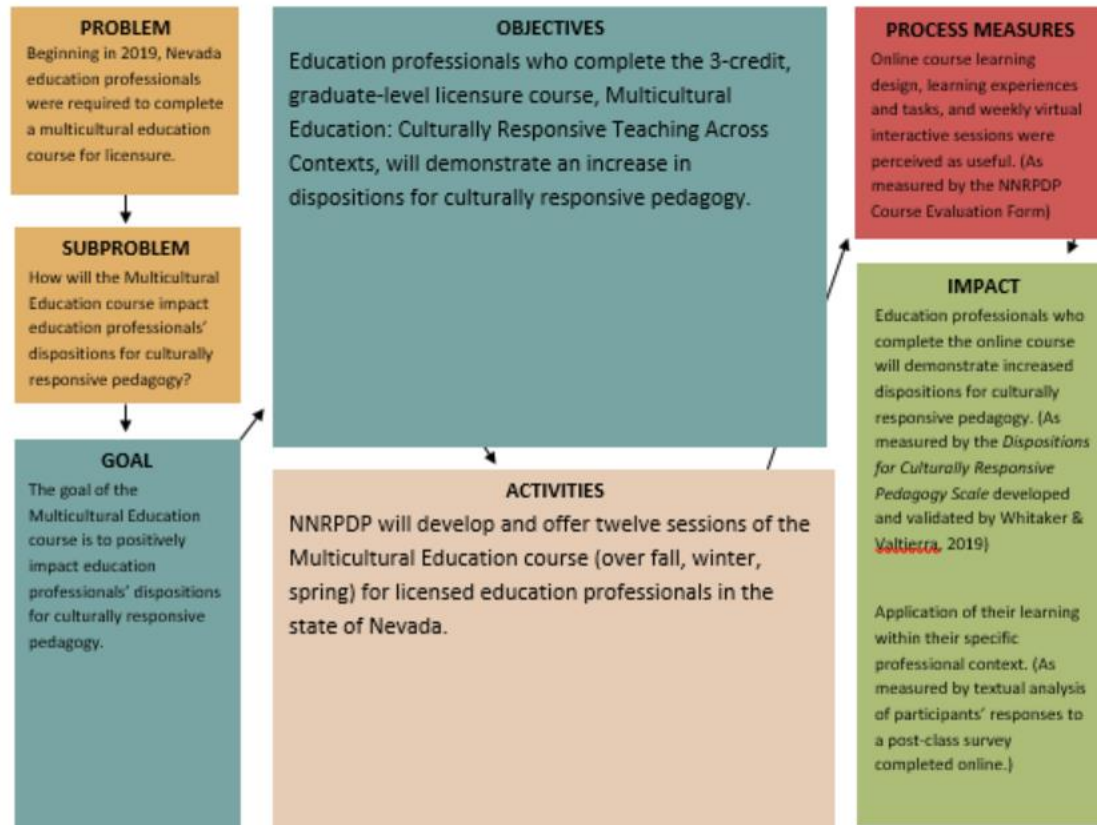 PROBLEM
Beginning in 2019, Nevada
education professionals
were required to complete
a multicultural education
course for licensure.
SUBPROBLEM
How will the Multicultural
Education course impact
education professionals’
dispositions for culturally
responsive pedagogy?
GOAL
The goal of the
Multicultural Education
course is to positively
impact education
professionals’ dispositions
for culturally responsive
pedagogy.
OBJECTIVES
Education professionals who complete the 3-credit,
graduate-level licensure course, Multicultural
Education: Culturally Responsive Teaching Across
Contexts, will demonstrate an increase in
dispositions for culturally responsive pedagogy.
ACTIVITIES
NNRPDP will develop and offer twelve sessions of the
Multicultural Education course (over fall, winter,
spring) for licensed education professionals in the
state of Nevada.
PROCESS MEASURES
Online course learning
design, learning experiences
and tasks, and weekly virtual
interactive sessions were
perceived as useful. (As
measured by the NNRPDP
Course Evaluation Form)
IMPACT
Education professionals who
complete the online course
will demonstrate increased
dispositions for culturally
responsive pedagogy. (As
measured by the Dispositions
for Culturally Responsive
Pedagogy Scale developed
and validated by Whitaker &
Valtierra, 2019)
Application of their learning
within their specific
professional context. (As
measured by textual analysis
of participants’ responses to
a post-class survey
completed online.)